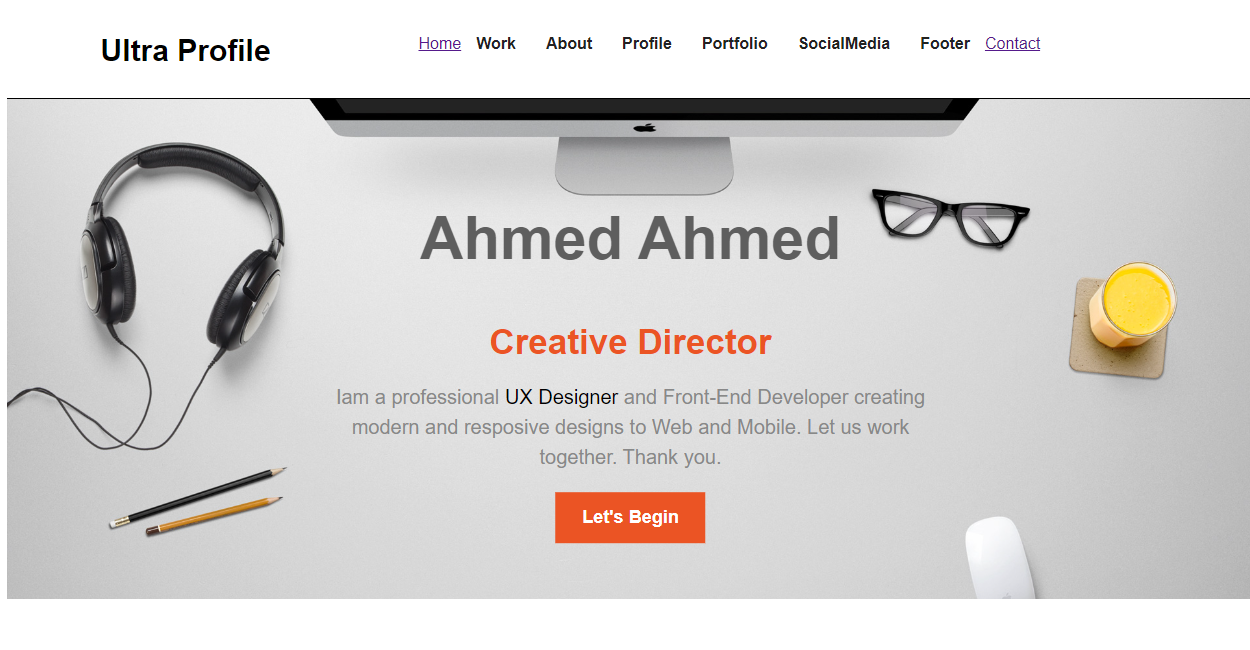 Ultra Profile
Home Work About Profile Portfolio SocialMedia Footer Contact
Ahmed Ahmed
Creative Director
Iam a professional UX Designer and Front-End Developer creating
modern and resposive designs to Web and Mobile. Let us work
together. Thank you.
Let's Begin